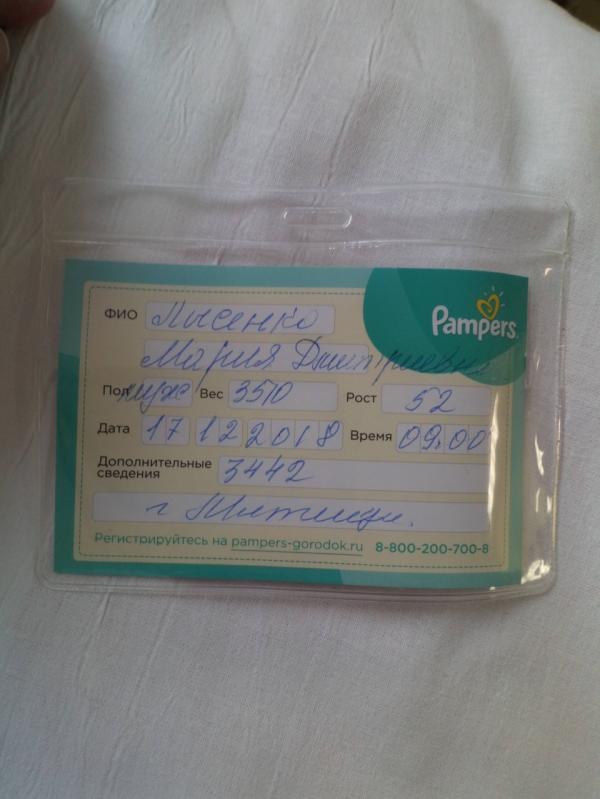 ФИО Лысенко
Pampers
Мария Дмитриевна
Пол муж Вес 3510 Рост 52
Дата 17 12 2018 Время 09.00
Дополнительные сведения 3442
г Мытищи.
Регистрируйтесь на pampers-gorodok.ru 8-800-200-700-8